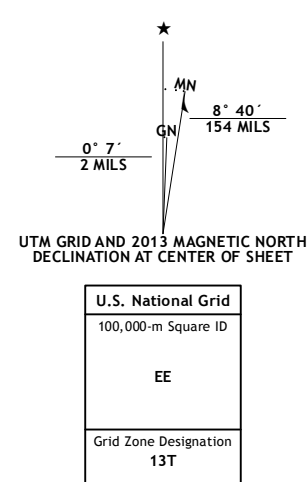 ★
MN
8° 40´
154 MILS
GN
0° 7´
2 MILS
UTM GRID AND 2013 MAGNETIC NORTH
DECLINATION AT CENTER OF SHEET
U.S. National Grid
100,000-m Square ID
EE
Grid Zone Designation
13T